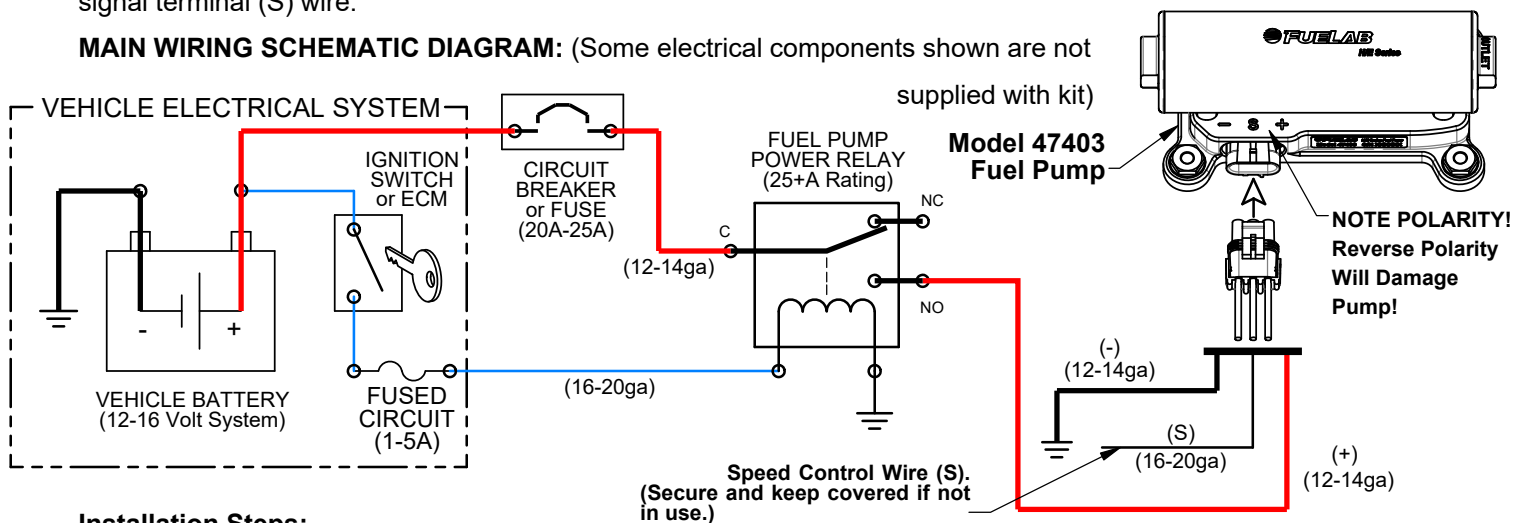 signal terminal (S) wire.
MAIN WIRING SCHEMATIC DIAGRAM: (Some electrical components shown are not
supplied with kit)
VEHICLE ELECTRICAL SYSTEM
IGNITION
SWITCH
or ECM
- +
VEHICLE BATTERY
(12-16 Volt System)
FUSED
CIRCUIT
(1-5A)
CIRCUIT
BREAKER
or FUSE
(20A-25A)
(12-14ga)
(16-20ga)
FUEL PUMP
POWER RELAY
(25+A Rating)
C
NC
NO
Model 47403
Fuel Pump
FUELAB
- S +
NOTE POLARITY!
Reverse Polarity
Will Damage
Pump!
(-)
(12-14ga)
(S)
(16-20ga)
(+)
(12-14ga)
Speed Control Wire (S).
(Secure and keep covered if not
in use.)
Installation Steps: